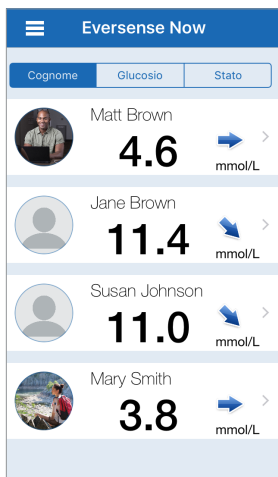 Eversense Now
Cognome Glucosio Stato
Matt Brown
4.6
mmol/L
Jane Brown
11.4
mmol/L
Susan Johnson
11.0
mmol/L
Mary Smith
3.8
mmol/L